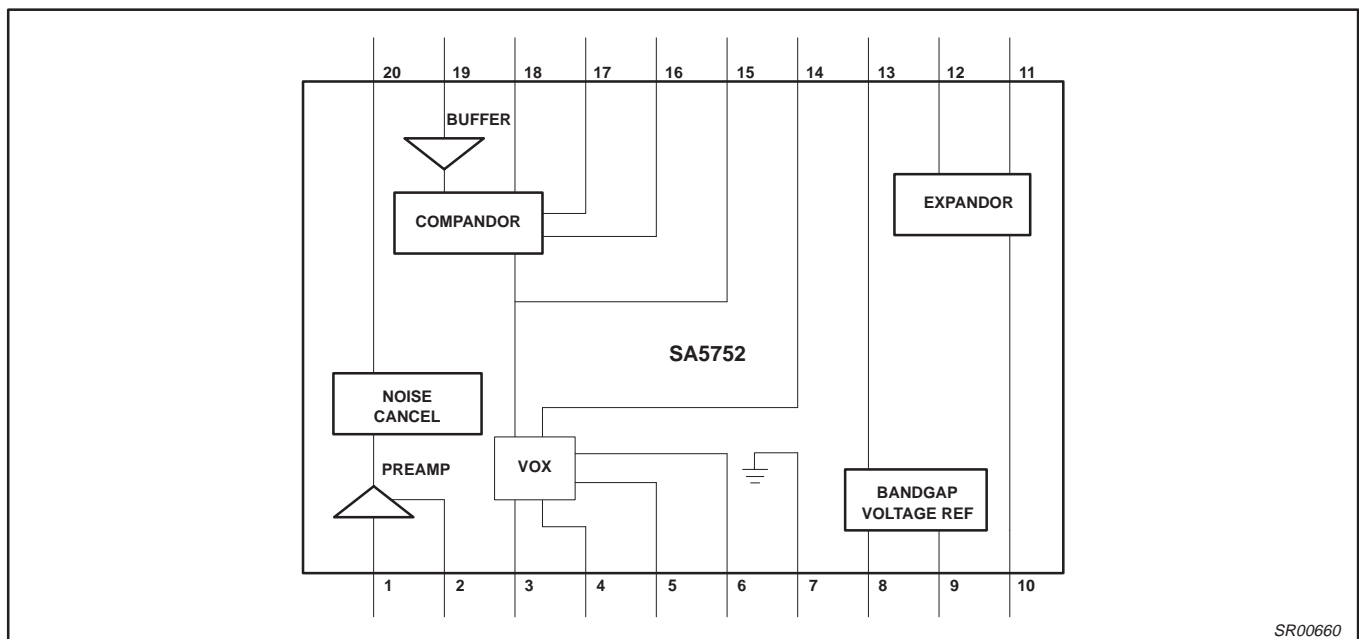 20 19 18 17 16 15 14 13 12 11
BUFFER
COMPANDOR
EXPANDOR
SA5752
NOISE
CANCEL
PREAMP
VOX
BANDGAP
VOLTAGE REF
1 2 3 4 5 6 7 8 9 10
SR00660